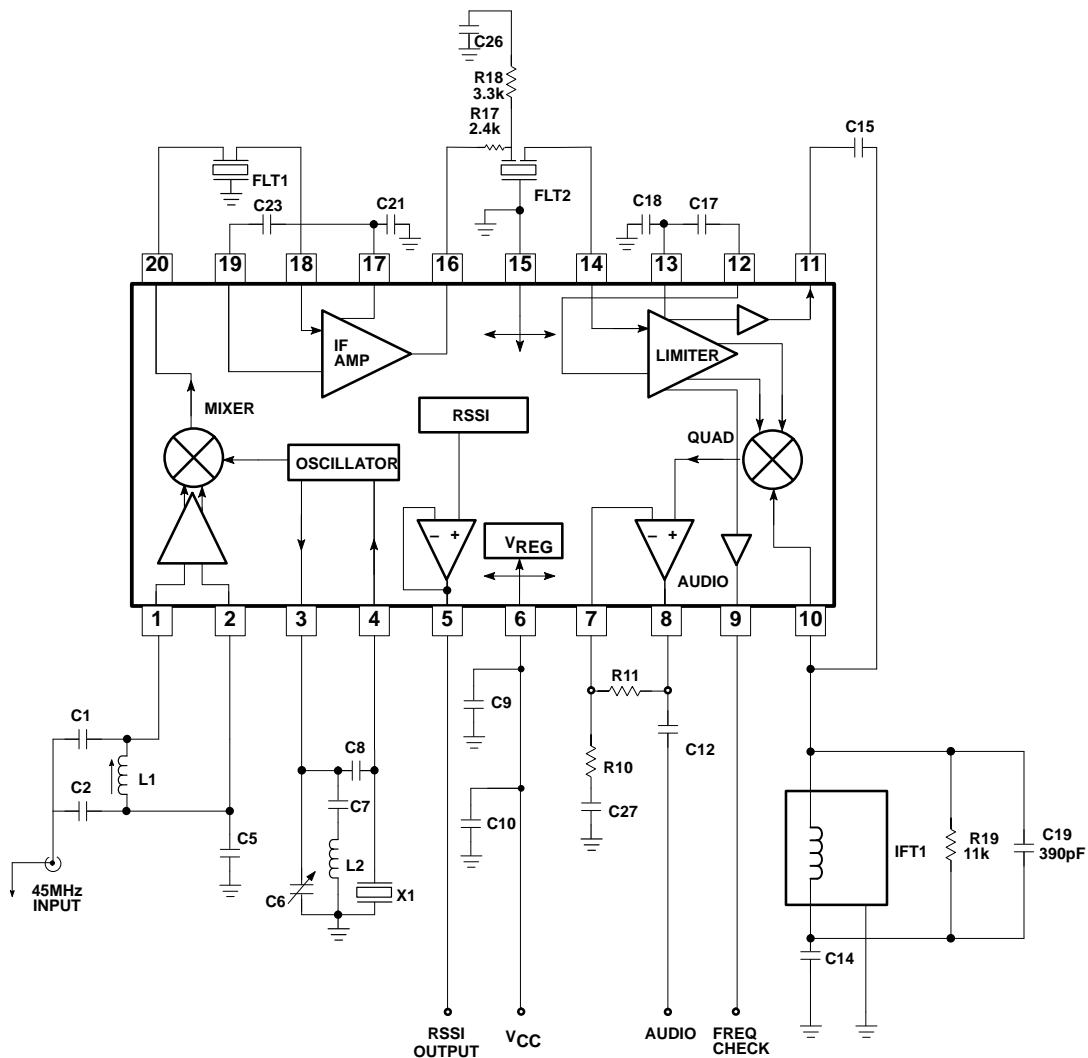 C26
R18
3.3k
R17
2.4k
C15
FLT1
FLT2
C23
C21
C18
C17
20
19
18
17
16
15
14
13
12
11
IF
AMP
LIMITER
MIXER
RSSI
QUAD
OSCILLATOR
– +
VREG
– +
AUDIO
1
2
3
4
5
6
7
8
9
10
R11
C1
C9
C12
L1
C8
R10
C2
C7
C10
C27
C5
L2
IFT1
R19
11k
C19
390pF
45MHz
INPUT
C6
X1
C14
RSSI
OUTPUT
VCC
AUDIO
FREQ
CHECK